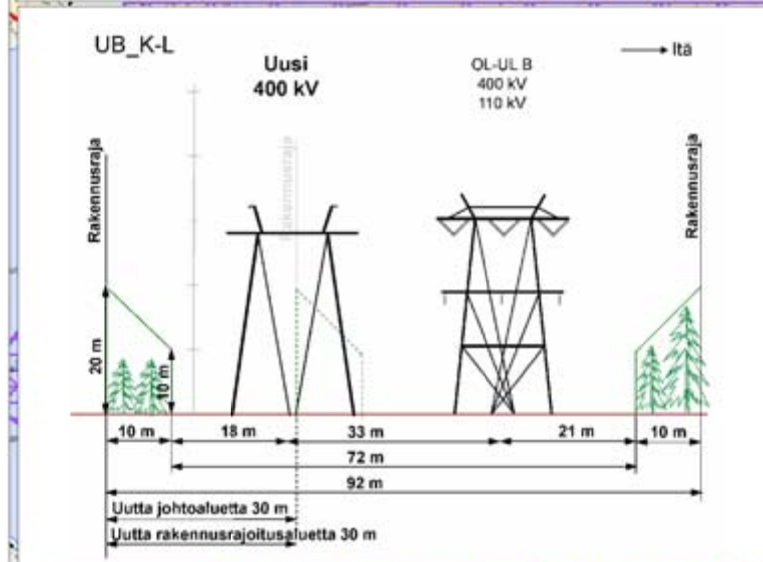 UB_K-L
Uusi
400 kV
OL-UL B
400 kV
110 kV
Itä
Rakennusraja
Rakennusraja
Rakennusraja
20 m
10 m
10 m
18 m
33 m
21 m
10 m
72 m
92 m
Uutta johtoaluetta 30 m
Uutta rakennusrajoitusaluetta 30 m